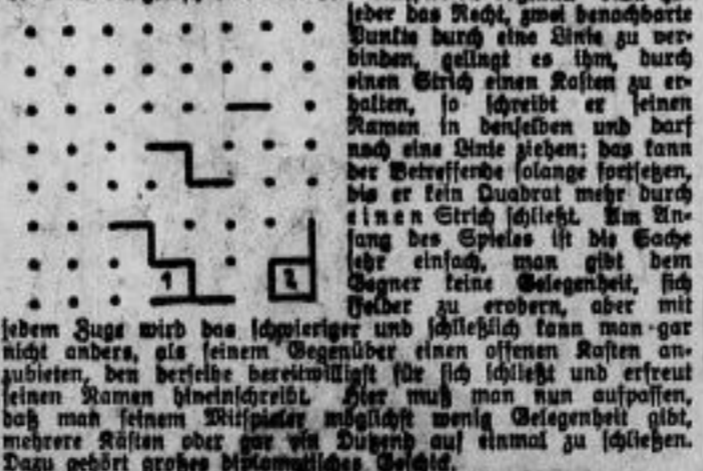 jeder das Recht, zwei benachbarte
Punkte durch eine Linie zu ver-
binden, gelingt es ihm, durch
einen Strich einen Kasten zu er-
halten, so schreibt er seinen
Namen in denselben und darf
noch eine Linie ziehen; das kann
der Betreffende solange fortsetzen,
bis er kein Quadrat mehr durch
einen Strich schließt. Am An-
fang des Spieles ist die Sache
sehr einfach, man gibt dem
Gegner keine Gelegenheit, sich
Felder zu erobern, aber mit
jedem Zuge wird das schwieriger und schließlich kann man gar
nicht anders, als seinem Gegenüber einen offenen Kasten an-
zubieten, den derselbe bereitwilligst für sich schließt und erfreut
seinen Namen hineinschreibt. Hier muß man nun aufpassen,
daß man seinem Mitspieler möglichst wenig Gelegenheit gibt,
mehrere Kästen oder gar ein Dutzend auf einmal zu schließen.
Dazu gehört großes diplomatisches Geschick.
1
2